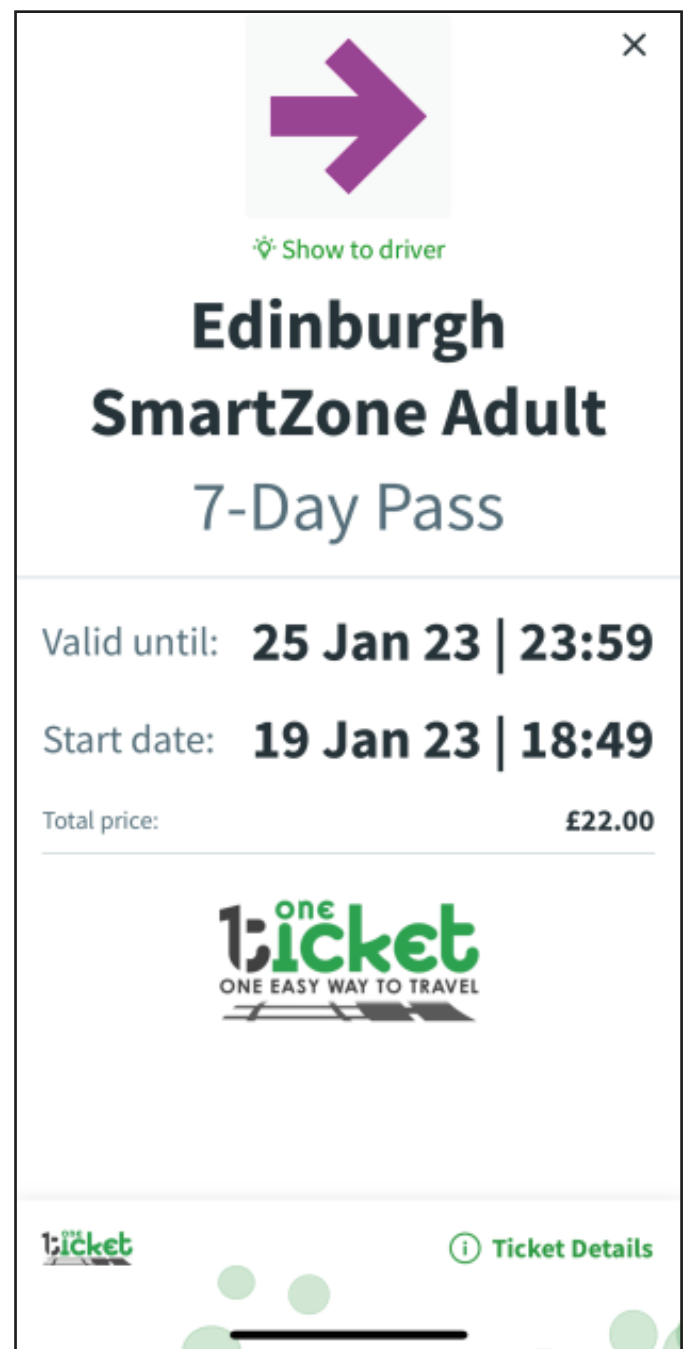 Show to driver
Edinburgh
SmartZone Adult
7-Day Pass
Valid until: 25 Jan 23 | 23:59
Start date: 19 Jan 23 | 18:49
Total price: £22.00
one
ticket
ONE EASY WAY TO TRAVEL
one
ticket
Ticket Details